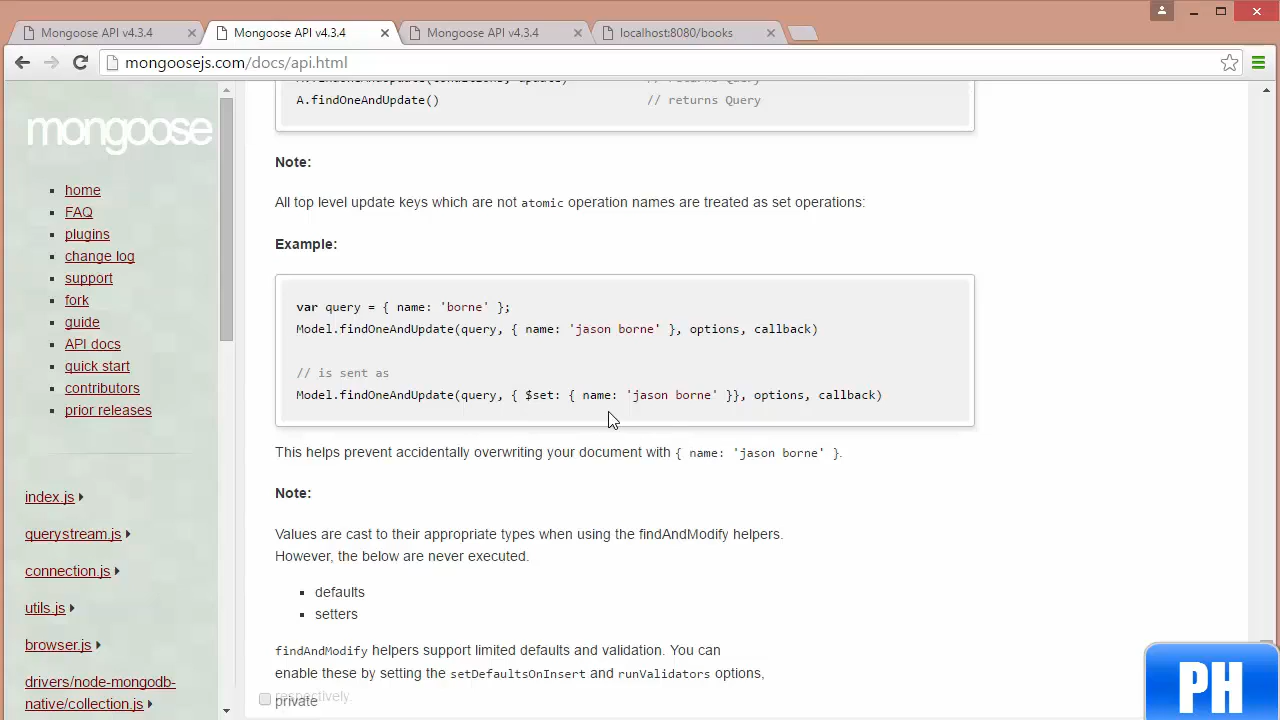 Mongoose API v4.3.4
Mongoose API v4.3.4
Mongoose API v4.3.4
localhost:8080/books
mongoosejs.com/docs/api.html
mongoose
home
FAQ
plugins
change log
support
fork
guide
API docs
quick start
contributors
prior releases
index.js
querystream.js
connection.js
utils.js
browser.js
drivers/node-mongodb-
native/collection.js
// returns Query
A.findOneAndUpdate() // returns Query
Note:
All top level update keys which are not atomic operation names are treated as set operations:
Example:
var query = { name: 'borne' };
Model.findOneAndUpdate(query, { name: 'jason borne' }, options, callback)
// is sent as
Model.findOneAndUpdate(query, { $set: { name: 'jason borne' }}, options, callback)
This helps prevent accidentally overwriting your document with { name: 'jason borne' }.
Note:
Values are cast to their appropriate types when using the findAndModify helpers.
However, the below are never executed.
defaults
setters
findAndModify helpers support limited defaults and validation. You can
enable these by setting the setDefaultsOnInsert and runValidators options,
respectively.
private
PH